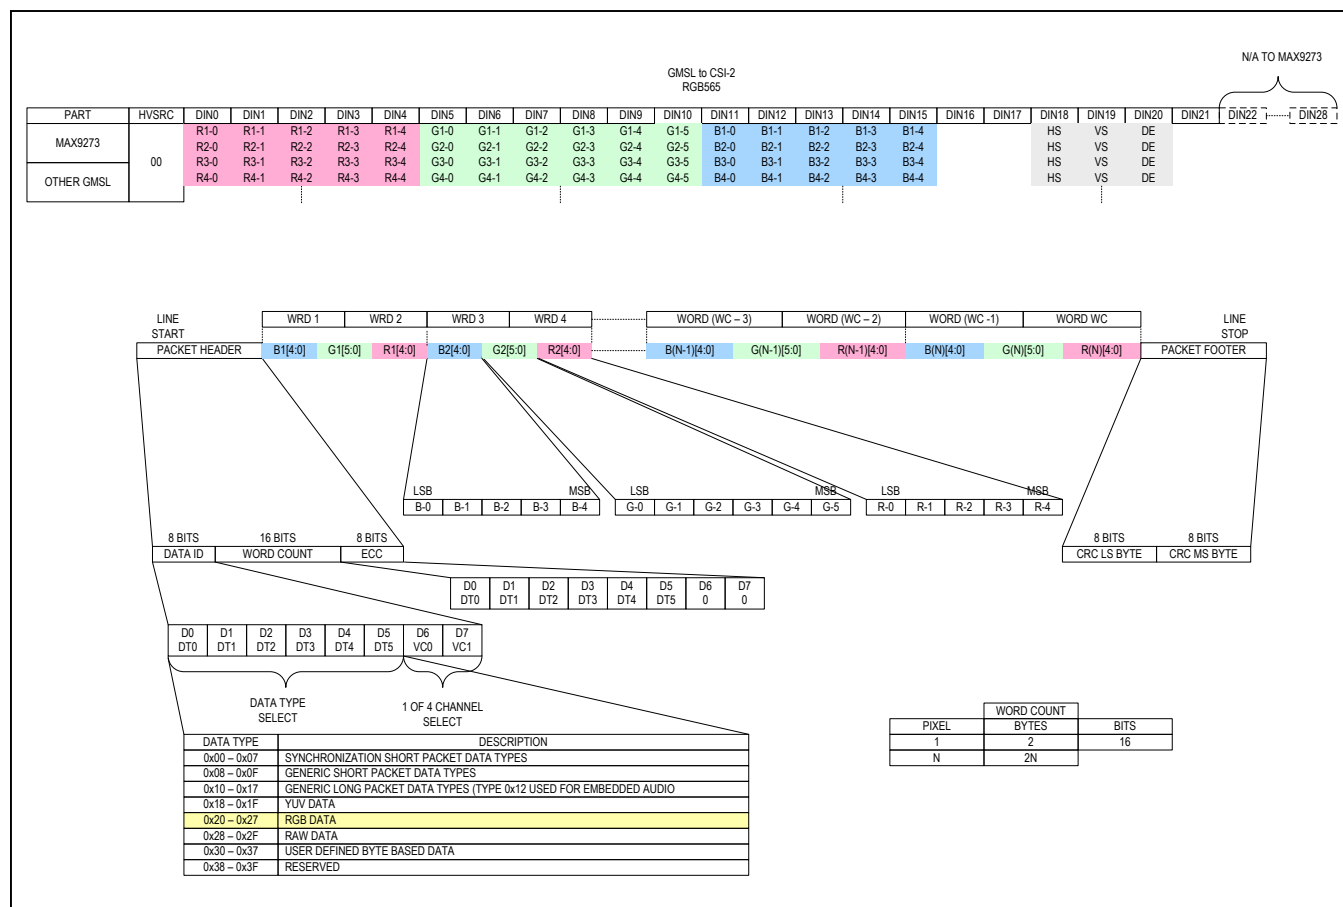 N/A TO MAX9273
GMSL to CSI-2
RGB565
PART HVSRC DIN0 DIN1 DIN2 DIN3 DIN4 DIN5 DIN6 DIN7 DIN8 DIN9 DIN10 DIN11 DIN12 DIN13 DIN14 DIN15 DIN16 DIN17 DIN18 DIN19 DIN20 DIN21 DIN22 DIN28
MAX9273 00 R1-0 R1-1 R1-2 R1-3 R1-4 G1-0 G1-1 G1-2 G1-3 G1-4 G1-5 B1-0 B1-1 B1-2 B1-3 B1-4 HS VS DE
R2-0 R2-1 R2-2 R2-3 R2-4 G2-0 G2-1 G2-2 G2-3 G2-4 G2-5 B2-0 B2-1 B2-2 B2-3 B2-4 HS VS DE
R3-0 R3-1 R3-2 R3-3 R3-4 G3-0 G3-1 G3-2 G3-3 G3-4 G3-5 B3-0 B3-1 B3-2 B3-3 B3-4 HS VS DE
OTHER GMSL R4-0 R4-1 R4-2 R4-3 R4-4 G4-0 G4-1 G4-2 G4-3 G4-4 G4-5 B4-0 B4-1 B4-2 B4-3 B4-4 HS VS DE
LINE START WRD 1 WRD 2 WRD 3 WRD 4 WORD (WC – 3) WORD (WC – 2) WORD (WC -1) WORD WC LINE STOP
PACKET HEADER B1[4:0] G1[5:0] R1[4:0] B2[4:0] G2[5:0] R2[4:0] B(N-1)[4:0] G(N-1)[5:0] R(N-1)[4:0] B(N)[4:0] G(N)[5:0] R(N)[4:0] PACKET FOOTER
LSB MSB LSB MSB LSB MSB
B-0 B-1 B-2 B-3 B-4 G-0 G-1 G-2 G-3 G-4 G-5 R-0 R-1 R-2 R-3 R-4
8 BITS 16 BITS 8 BITS 8 BITS 8 BITS
DATA ID WORD COUNT ECC CRC LS BYTE CRC MS BYTE
D0 D1 D2 D3 D4 D5 D6 D7
DT0 DT1 DT2 DT3 DT4 DT5 0 0
D0 D1 D2 D3 D4 D5 D6 D7
DT0 DT1 DT2 DT3 DT4 DT5 VC0 VC1
DATA TYPE
SELECT
1 OF 4 CHANNEL
SELECT
WORD COUNT
PIXEL BYTES BITS
1 2 16
N 2N
DATA TYPE DESCRIPTION
0x00 – 0x07 SYNCHRONIZATION SHORT PACKET DATA TYPES
0x08 – 0x0F GENERIC SHORT PACKET DATA TYPES
0x10 – 0x17 GENERIC LONG PACKET DATA TYPES (TYPE 0x12 USED FOR EMBEDDED AUDIO
0x18 – 0x1F YUV DATA
0x20 – 0x27 RGB DATA
0x28 – 0x2F RAW DATA
0x30 – 0x37 USER DEFINED BYTE BASED DATA
0x38 – 0x3F RESERVED